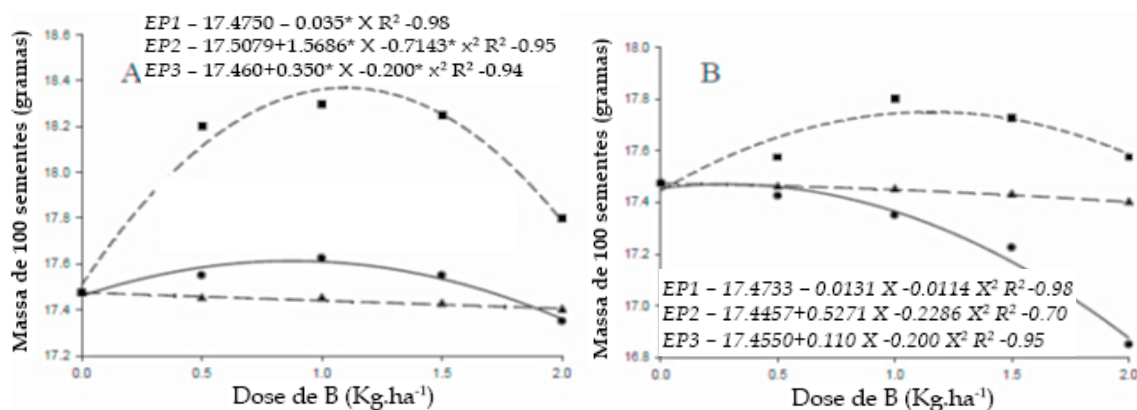 EP1 – 17.4750 – 0.035* X R² -0.98
EP2 – 17.5079+1.5686* X -0.7143* x² R² -0.95
EP3 – 17.460+0.350* X -0.200* x² R² -0.94
A
Massa de 100 sementes (gramas)
18.6
18.4
18.2
18.0
17.8
17.6
17.4
17.2
0.0 0.5 1.0 1.5 2.0
Dose de B (Kg.ha⁻¹)
B
Massa de 100 sementes (gramas)
18.0
17.8
17.6
17.4
17.2
17.0
16.8
EP1 – 17.4733 – 0.0131 X -0.0114 X² R² -0.98
EP2 – 17.4457+0.5271 X -0.2286 X² R² -0.70
EP3 – 17.4550+0.110 X -0.200 X² R² -0.95
0.0 0.5 1.0 1.5 2.0
Dose de B (Kg.ha⁻¹)